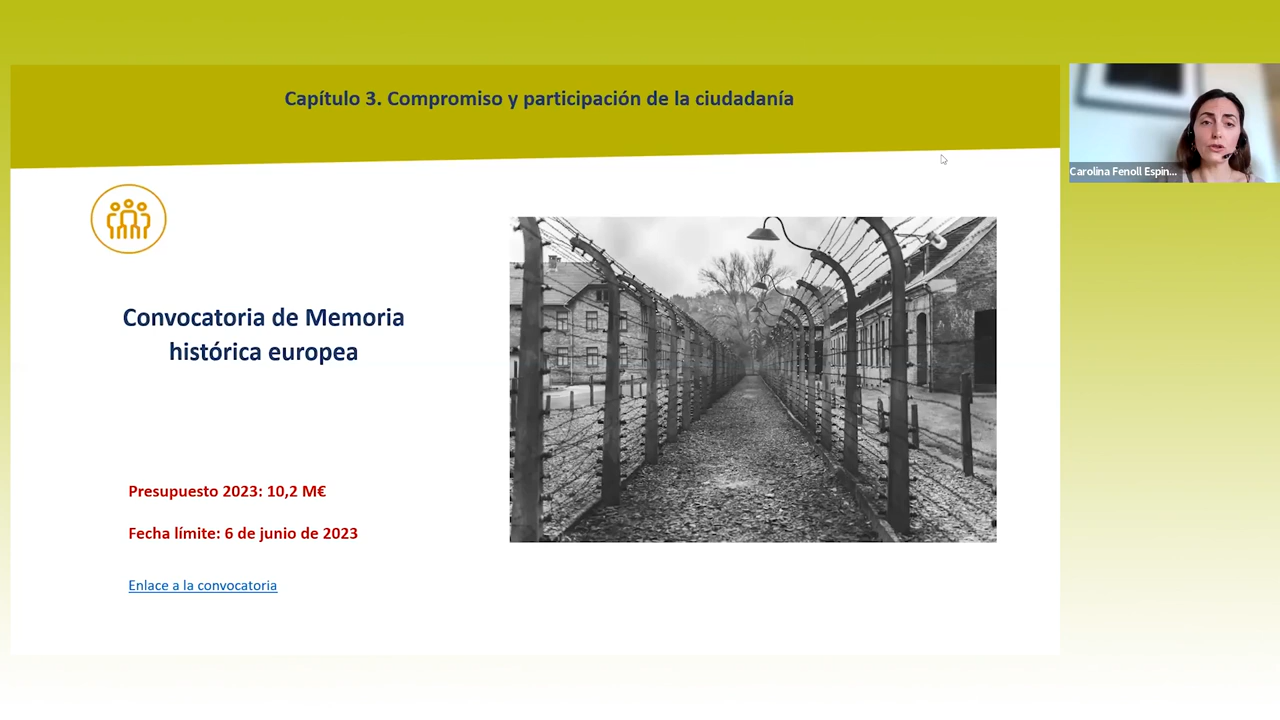 Capítulo 3. Compromiso y participación de la ciudadanía
Carolina Fenoll Espin...
Convocatoria de Memoria
histórica europea
Presupuesto 2023: 10,2 M€
Fecha límite: 6 de junio de 2023
Enlace a la convocatoria